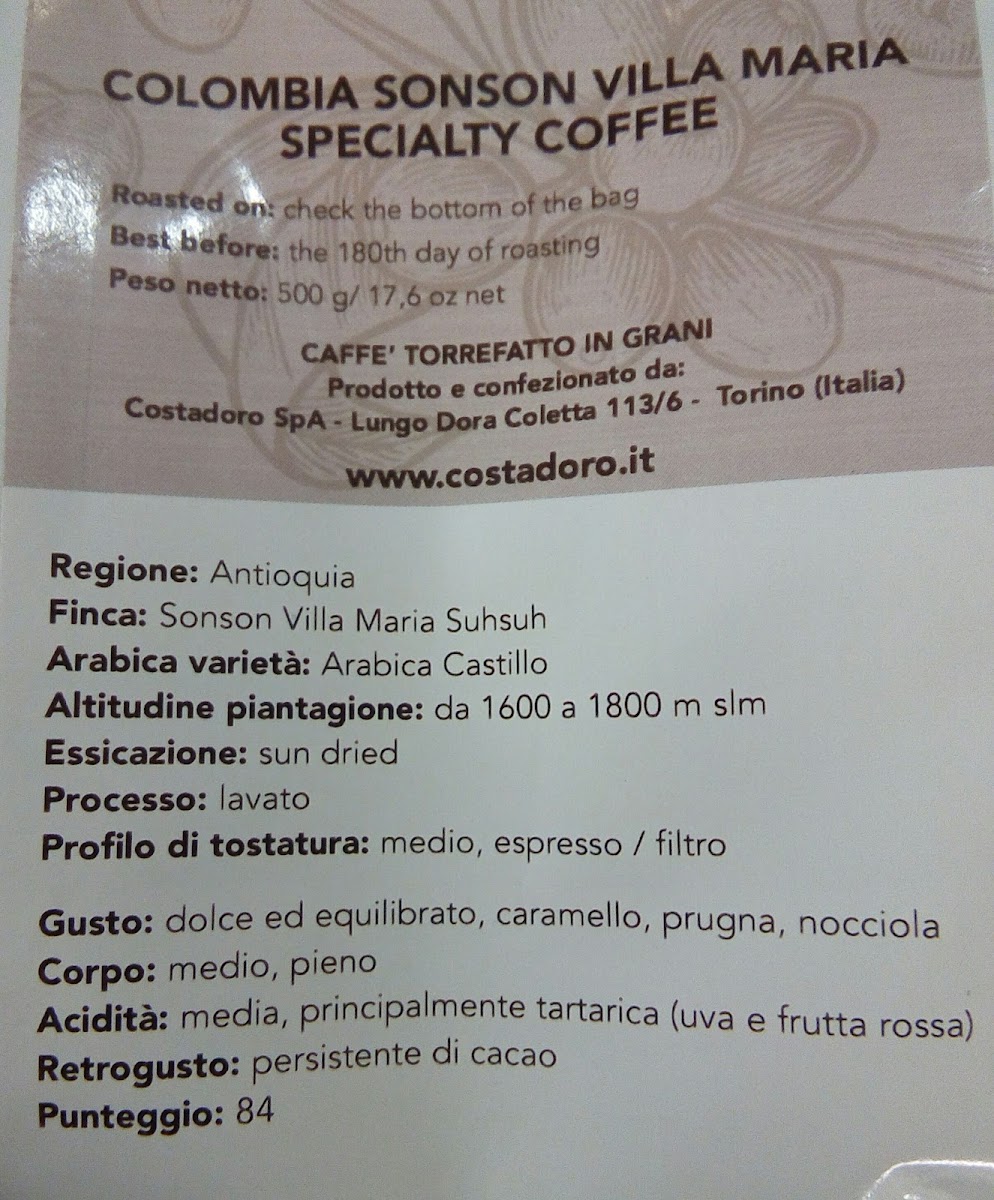 COLOMBIA SONSON VILLA MARIA
SPECIALTY COFFEE
Roasted on: check the bottom of the bag
Best before: the 180th day of roasting
Peso netto: 500 g/ 17,6 oz net
CAFFE' TORREFATTO IN GRANI
Prodotto e confezionato da:
Costadoro SpA - Lungo Dora Coletta 113/6 - Torino (Italia)
www.costadoro.it
Regione: Antioquia
Finca: Sonson Villa Maria Suhsuh
Arabica varietà: Arabica Castillo
Altitudine piantagione: da 1600 a 1800 m slm
Essicazione: sun dried
Processo: lavato
Profilo di tostatura: medio, espresso / filtro
Gusto: dolce ed equilibrato, caramello, prugna, nocciola
Corpo: medio, pieno
Acidità: media, principalmente tartarica (uva e frutta rossa)
Retrogusto: persistente di cacao
Punteggio: 84